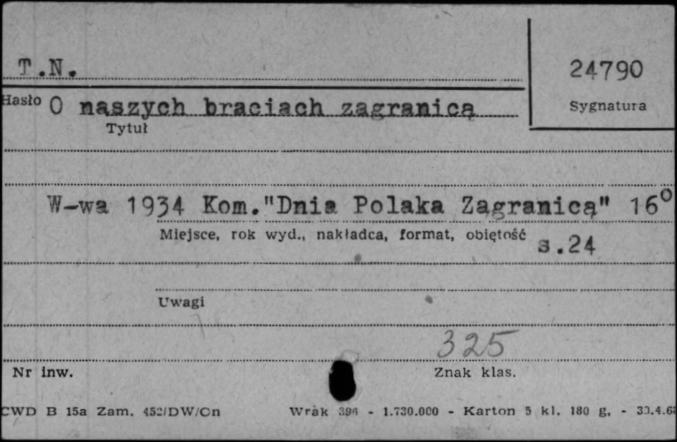 T.N.
24790
Hasło O naszych braciach zagranicą
Sygnatura
Tytuł
W-wa 1934 Kom."Dnia Polaka Zagranicą" 16°
Miejsce, rok wyd., nakładca, format, objętość
s.24
Uwagi
325
Nr inw.
Znak klas.
CWD B 15a Zam. 452/DW/Cn Wrak 396 - 1.730.000 - Karton 5 kl. 180 g. -